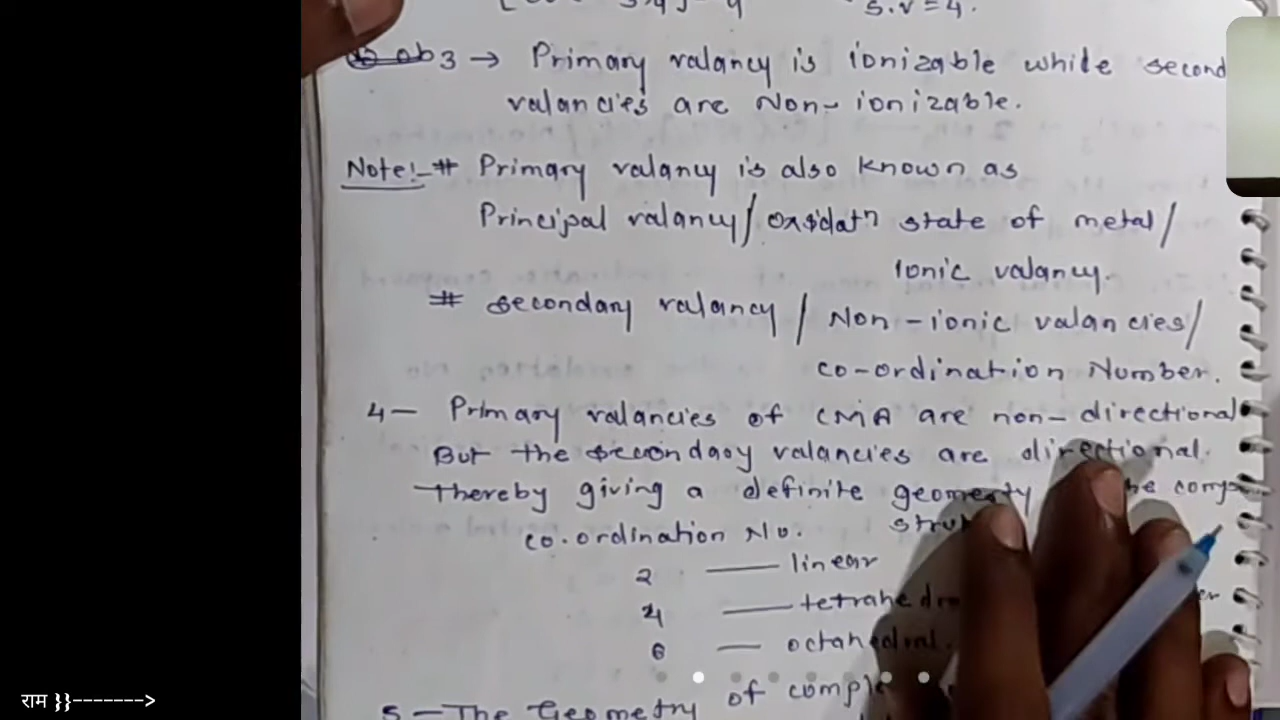 S.V = 4.
3 → Primary valancy is ionizable while second
valancies are Non-ionizable.
Note:- # Primary valancy is also known as
Principal valancy/oxsidatn state of metal/
Ionic valancy.
# secondary valancy / Non-ionic valancies/
co-ordination Number.
4- Primary valancies of CMA are non-directional
But the secondary valancies are directional.
Thereby giving a definite geomerty
co-ordination No.
2 — linear
4 — tetrahe
6 — octahedral.
5-The Geometry of comple
राम }}------->